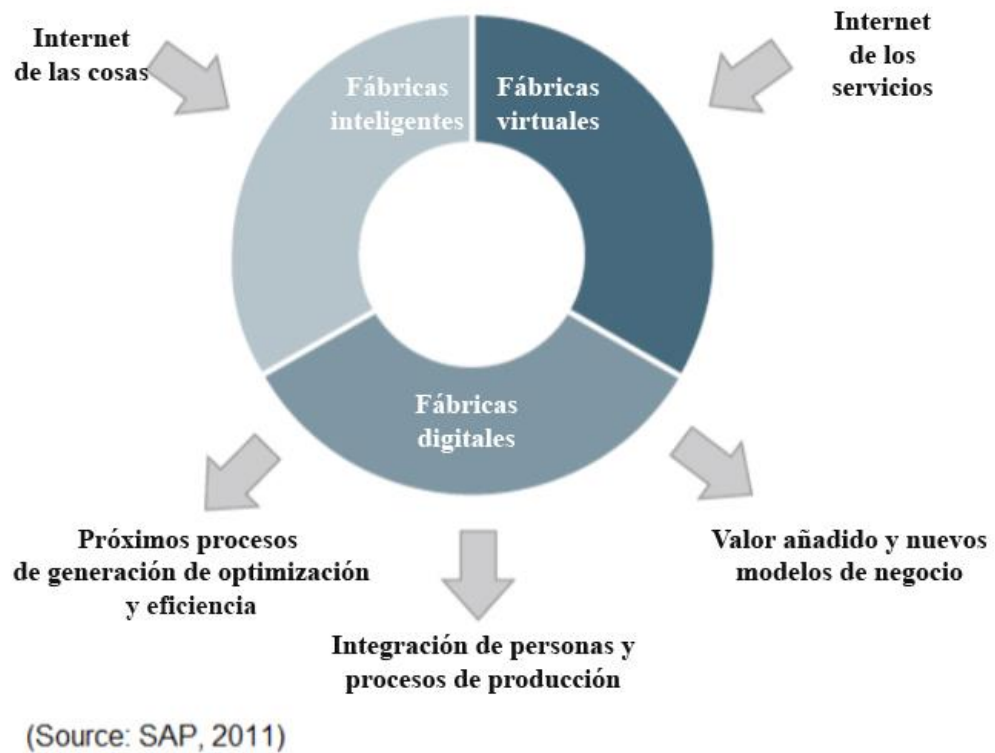 Internet
de las cosas
Internet
de los
servicios
Fábricas
inteligentes
Fábricas
virtuales
Fábricas
digitales
Próximos procesos
de generación de optimización
y eficiencia
Integración de personas y
procesos de producción
Valor añadido y nuevos
modelos de negocio
(Source: SAP, 2011)